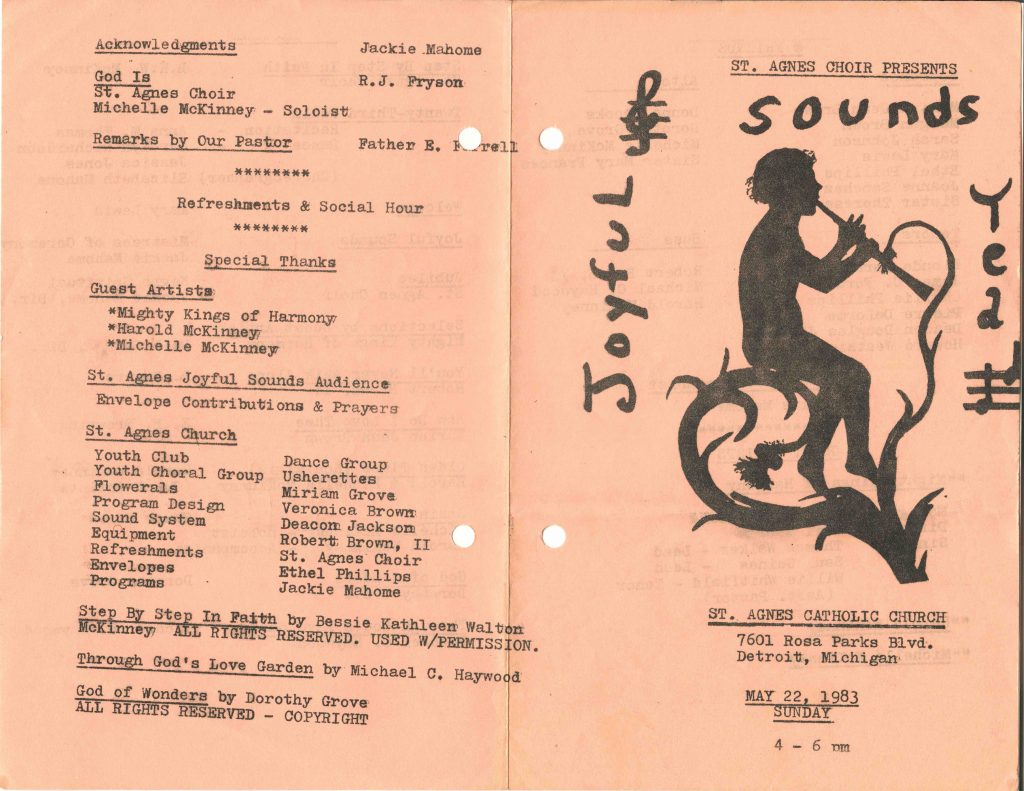 Acknowledgments Jackie Mahome
God Is R.J. Fryson
St. Agnes Choir
Michelle McKinney - Soloist
Remarks by Our Pastor Father E.
********
Refreshments & Social Hour
********
Special Thanks
Guest Artists
*Mighty Kings of Harmony
*Harold McKinney
*Michelle McKinney
St. Agnes Joyful Sounds Audience
Envelope Contributions & Prayers
St. Agnes Church
Youth Club Dance Group
Youth Choral Group Usherettes
Flowerals Miriam Grove
Program Design Veronica Brown
Sound System Deacon Jackson
Equipment Robert Brown, II
Refreshments St. Agnes Choir
Envelopes Ethel Phillips
Programs Jackie Mahome
Step By Step In Faith by Bessie Kathleen Walton
McKinney ALL RIGHTS RESERVED. USED W/PERMISSION.
Through God's Love Garden by Michael C. Haywood
God of Wonders by Dorothy Grove
ALL RIGHTS RESERVED - COPYRIGHT
ST. AGNES CHOIR PRESENTS
Joyful
sounds
Yea
ST. AGNES CATHOLIC CHURCH
7601 Rosa Parks Blvd.
Detroit, Michigan
MAY 22, 1983
SUNDAY
4 - 6 pm